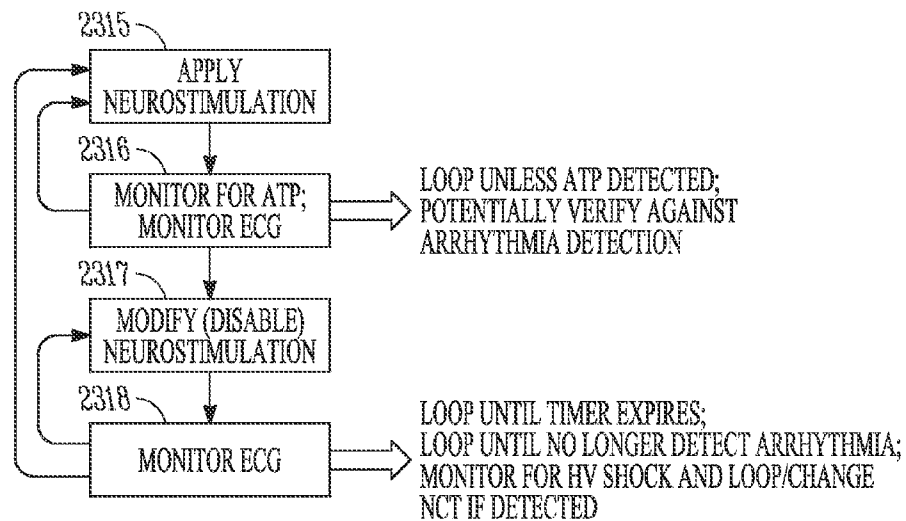 2315
APPLY
NEUROSTIMULATION
2316
MONITOR FOR ATP;
MONITOR ECG
LOOP UNLESS ATP DETECTED;
POTENTIALLY VERIFY AGAINST
ARRHYTHMIA DETECTION
2317
MODIFY (DISABLE)
NEUROSTIMULATION
2318
MONITOR ECG
LOOP UNTIL TIMER EXPIRES;
LOOP UNTIL NO LONGER DETECT ARRHYTHMIA;
MONITOR FOR HV SHOCK AND LOOP/CHANGE
NCT IF DETECTED